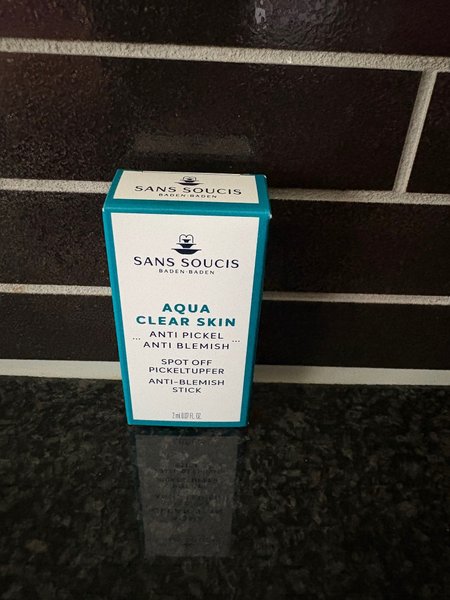 SANS SOUCIS
BADEN-BADEN
SANS SOUCIS
BADEN-BADEN
AQUA
CLEAR SKIN
ANTI PICKEL
... ANTI BLEMISH ...
SPOT OFF
PICKELTUPFER
ANTI-BLEMISH
STICK
2 ml 0.07 FL. OZ.